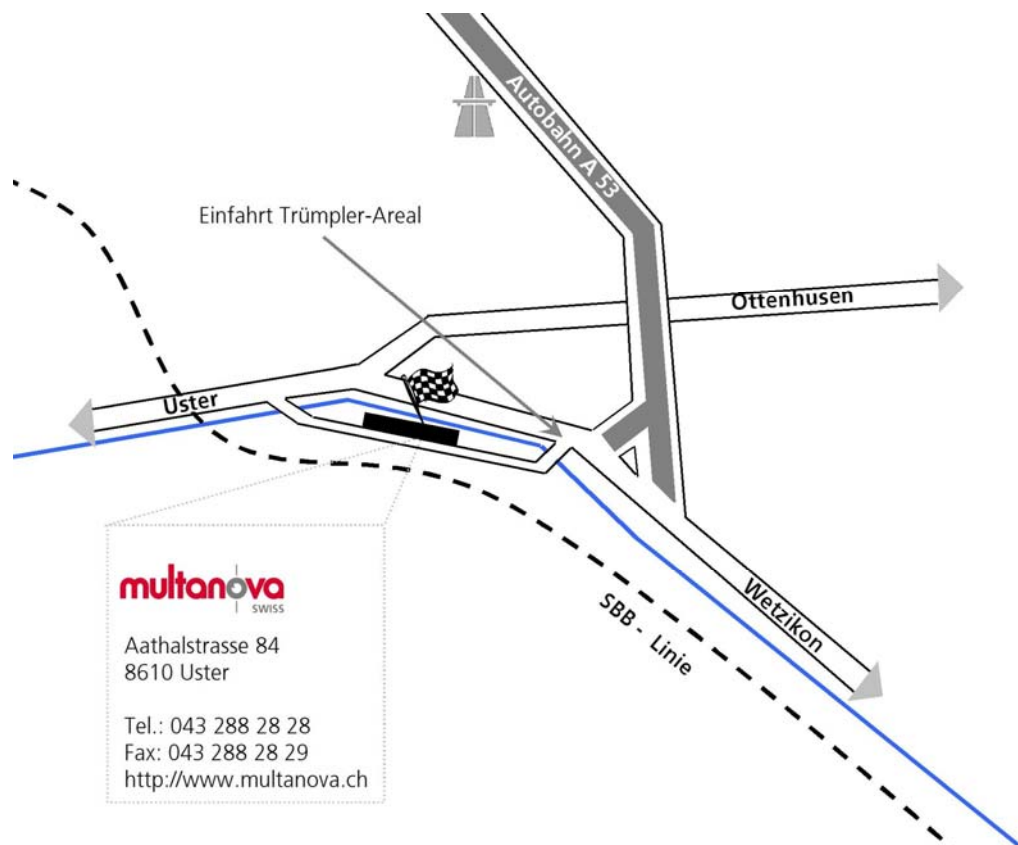 Autobahn A 53
Einfahrt Trümpler-Areal
Ottenhusen
Uster
multanova
SWISS
Aathalstrasse 84
8610 Uster
Tel.: 043 288 28 28
Fax: 043 288 28 29
http://www.multanova.ch
SBB - Linie
Wetzikon